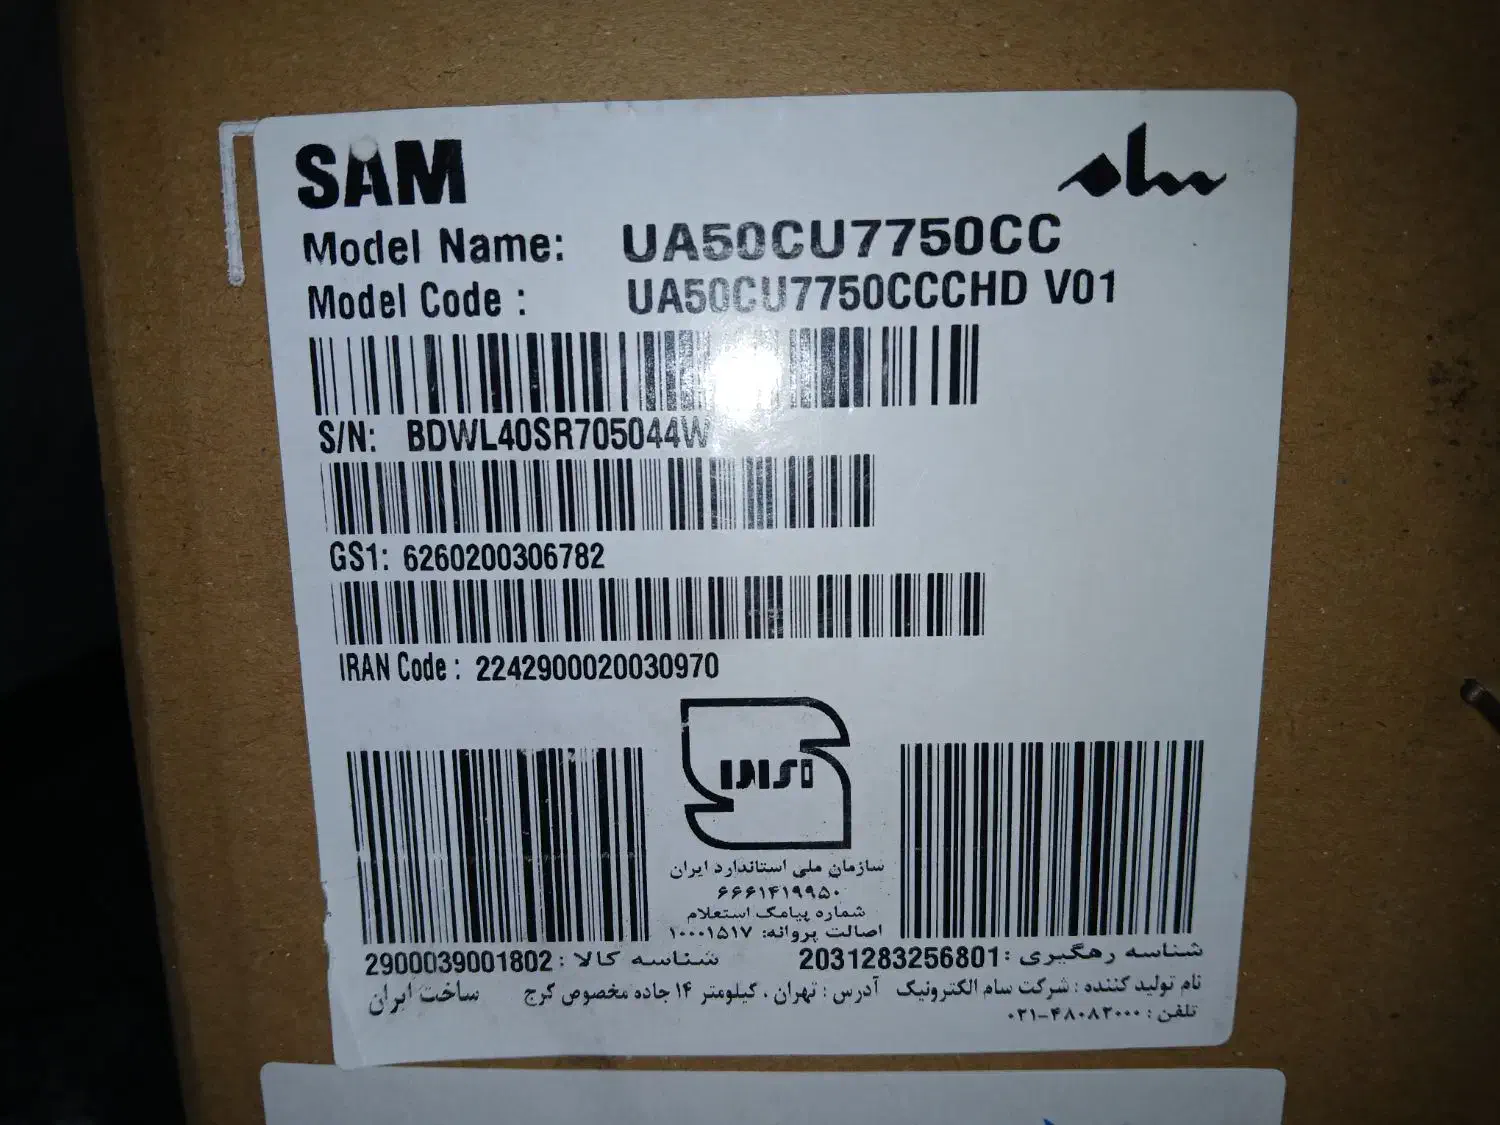 SAM سام
Model Name: UA50CU7750CC
Model Code : UA50CU7750CCCHD V01
S/N: BDWL40SR705044W
GS1: 6260200306782
IRAN Code : 2242900020030970
سازمان ملی استاندارد ایران
۶۶۶۱۴۱۹۹۵۰
شماره پیامک استعلام
اصالت پروانه: ۱۰۰۰۱۵۱۷
شناسه رهگیری : 2031283256801 شناسه کالا : 2900039001802
نام تولید کننده : شرکت سام الکترونیک آدرس : تهران ، کیلومتر ۱۴ جاده مخصوص کرج ساخت ایران
تلفن : ۰۲۱-۴۸۰۸۲۰۰۰